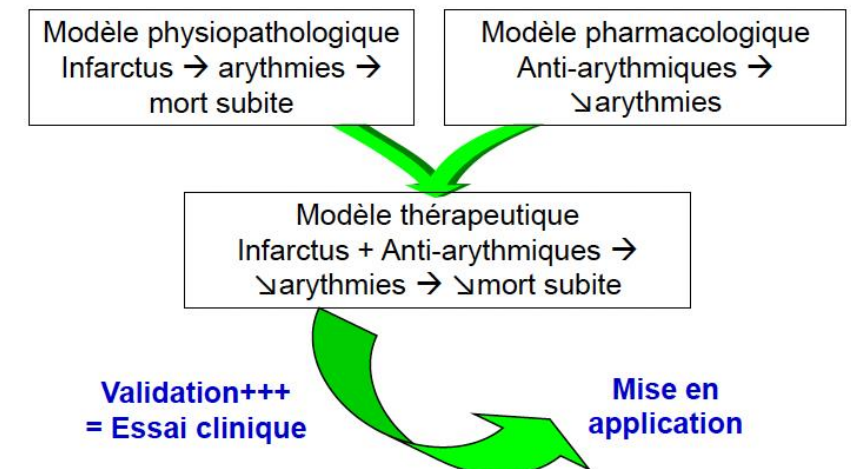 Modèle physiopathologique
Infarctus → arythmies →
mort subite
Modèle pharmacologique
Anti-arythmiques →
↘arythmies
Modèle thérapeutique
Infarctus + Anti-arythmiques →
↘arythmies → ↘mort subite
Validation+++
= Essai clinique
Mise en
application